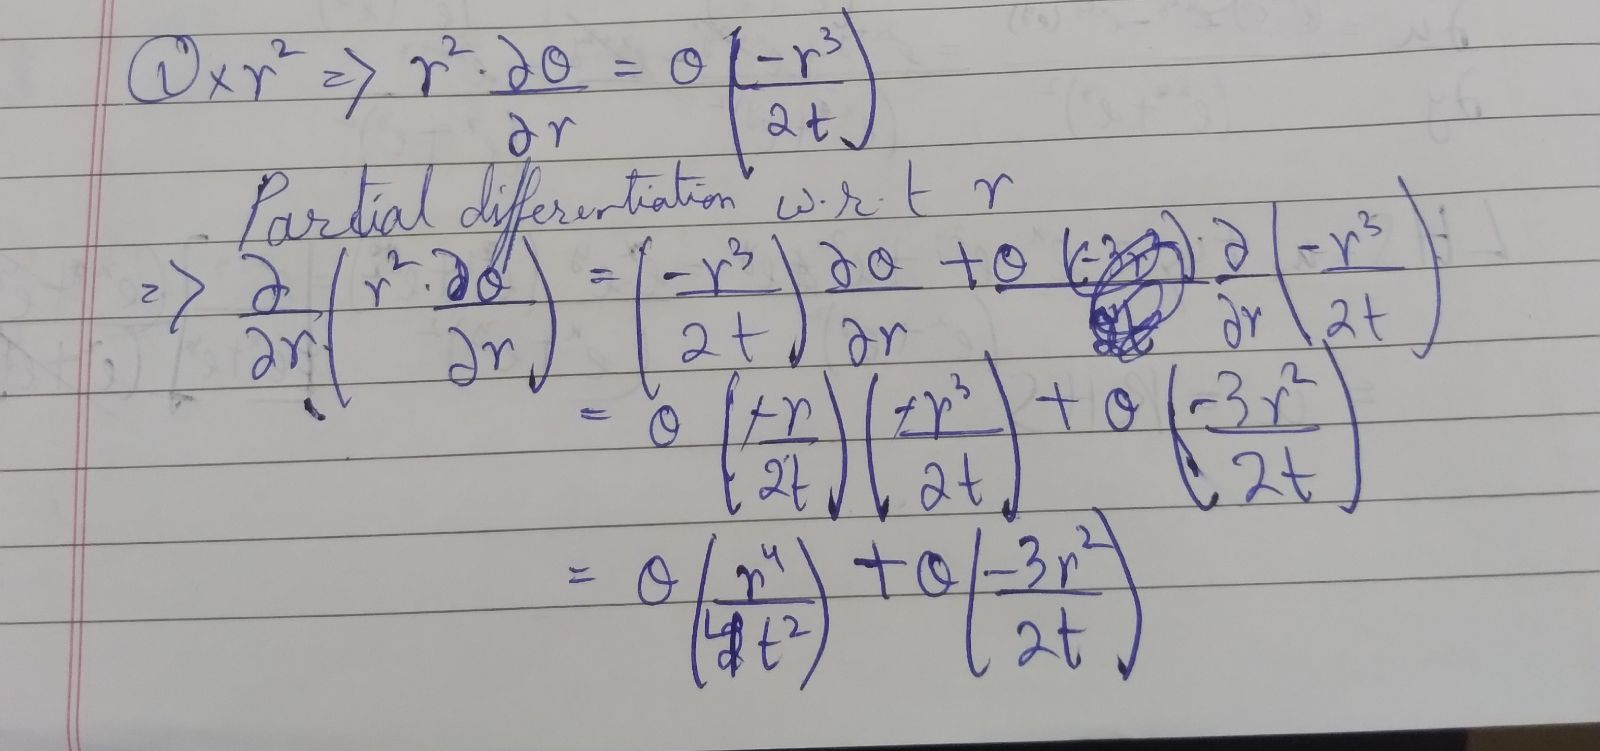 ① × r² => r² · ∂θ/∂r = θ (-r³/2t)
Partial differentiation w.r.t r
=> ∂/∂r (r² · ∂θ/∂r) = (-r³/2t) ∂θ/∂r + θ · ∂/∂r (-r³/2t)
= θ (+r/2t) (+r³/2t) + θ (-3r²/2t)
= θ (r⁴/4t²) + θ (-3r²/2t)